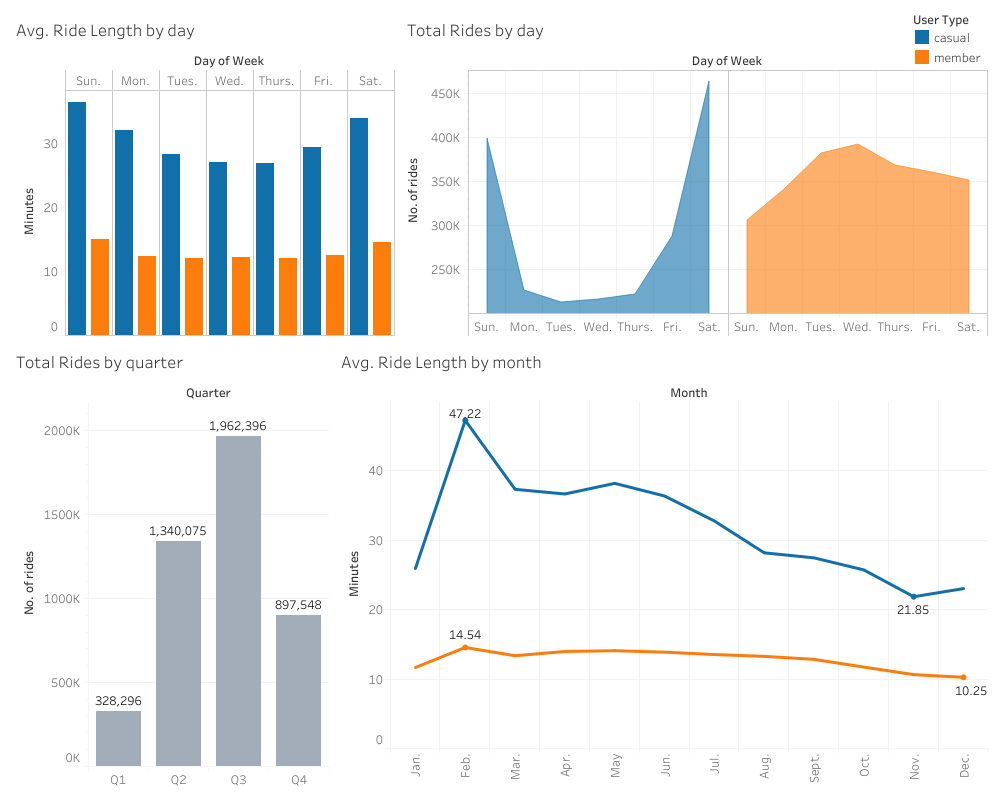 Avg. Ride Length by day
Day of Week
Sun. Mon. Tues. Wed. Thurs. Fri. Sat.
Minutes
30
20
10
0
Total Rides by day
User Type
casual
member
Day of Week
No. of rides
450K
400K
350K
300K
250K
Sun. Mon. Tues. Wed. Thurs. Fri. Sat. Sun. Mon. Tues. Wed. Thurs. Fri. Sat.
Total Rides by quarter
Quarter
No. of rides
2000K
1500K
1000K
500K
0K
328,296
1,340,075
1,962,396
897,548
Q1 Q2 Q3 Q4
Avg. Ride Length by month
Month
Minutes
40
30
20
10
0
47.22
21.85
14.54
10.25
Jan. Feb. Mar. Apr. May Jun. Jul. Aug. Sept. Oct. Nov. Dec.